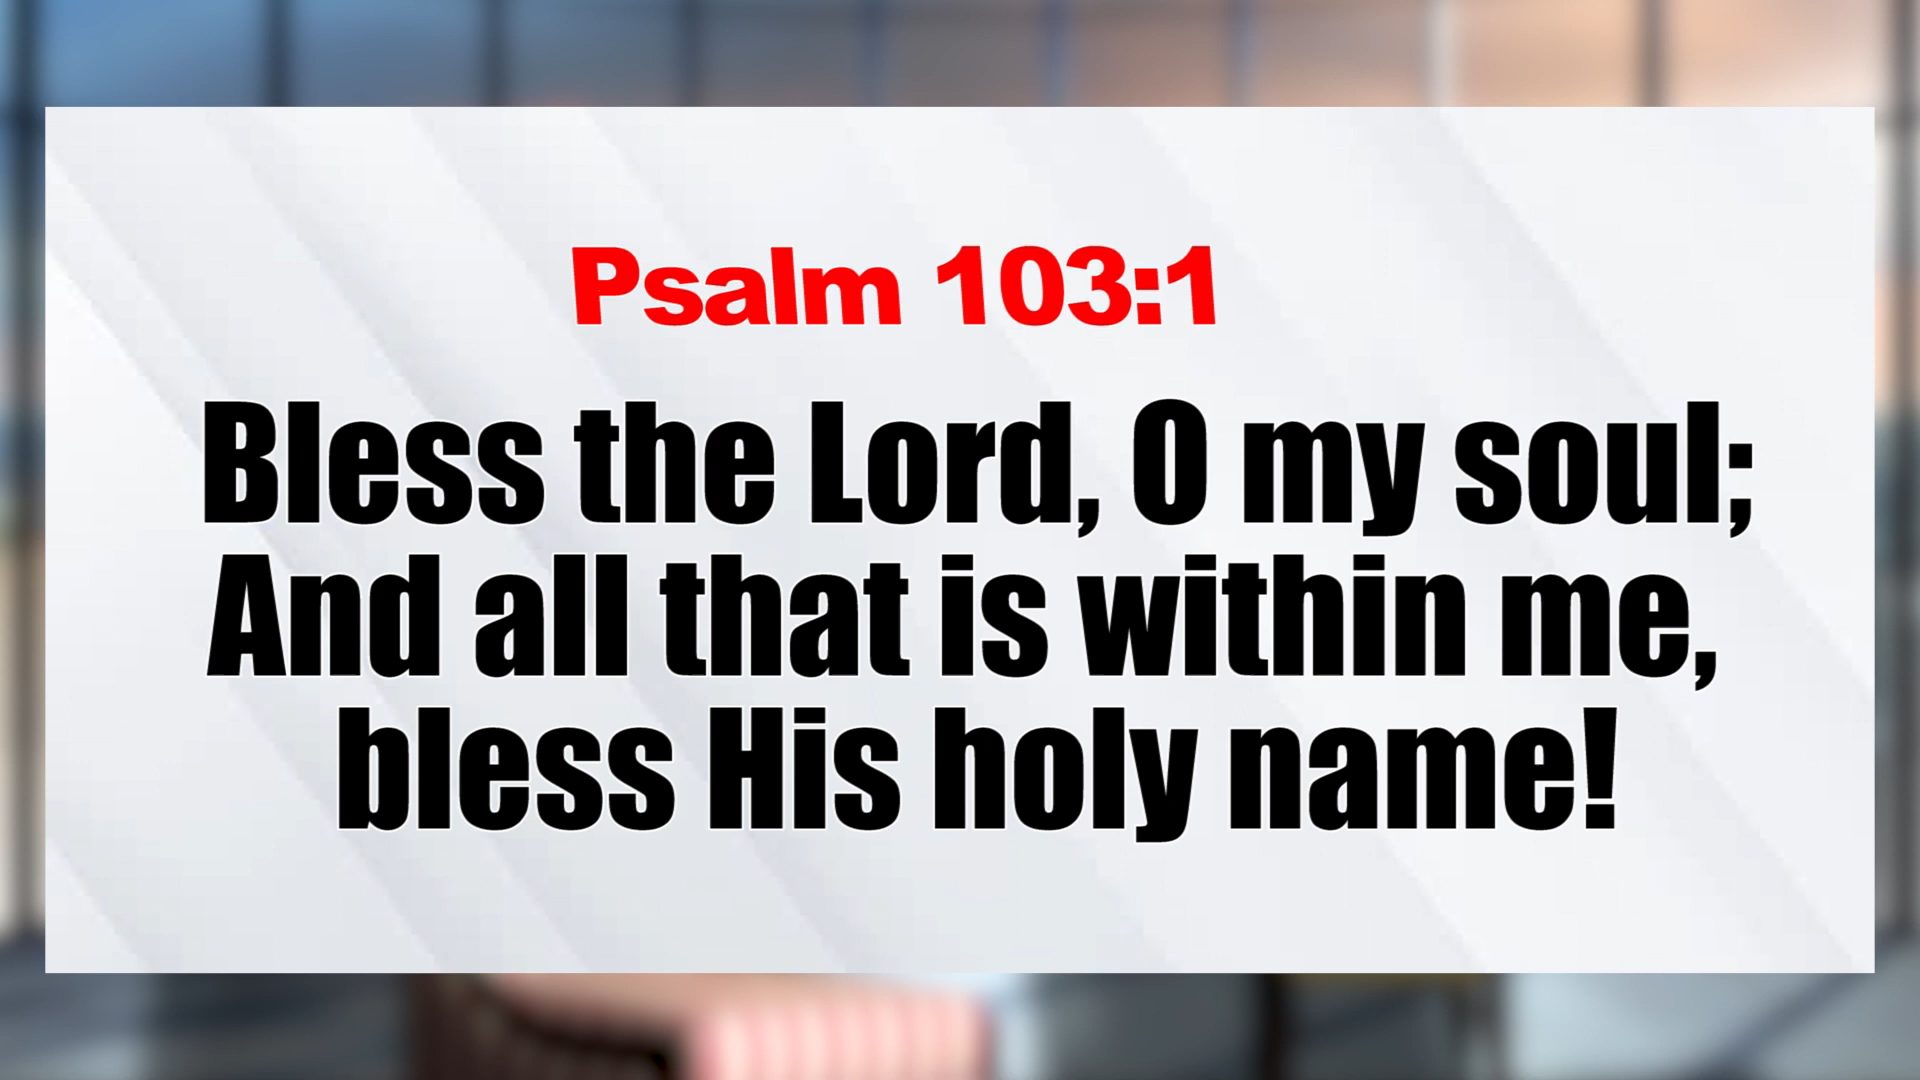 Psalm 103:1
Bless the Lord, O my soul;
And all that is within me,
bless His holy name!